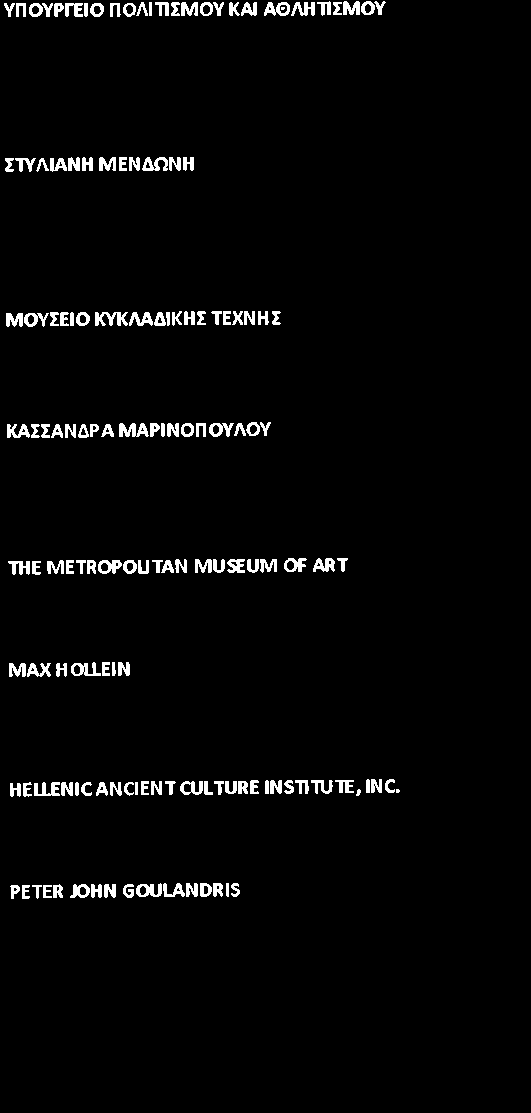 ΥΠΟΥΡΓΕΙΟ ΠΟΛΙΤΙΣΜΟΥ ΚΑΙ ΑΘΛΗΤΙΣΜΟΥ
ΣΤΥΛΙΑΝΗ ΜΕΝΔΩΝΗ
ΜΟΥΣΕΙΟ ΚΥΚΛΑΔΙΚΗΣ ΤΕΧΝΗΣ
ΚΑΣΣΑΝΔΡΑ ΜΑΡΙΝΟΠΟΥΛΟΥ
THE METROPOLITAN MUSEUM OF ART
MAX HOLLEIN
HELLENIC ANCIENT CULTURE INSTITUTE, INC.
PETER JOHN GOULANDRIS